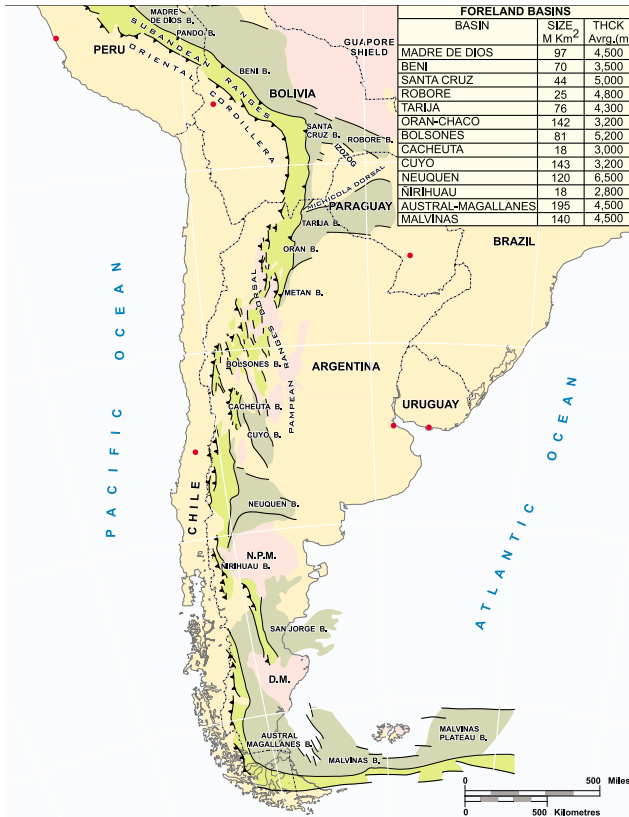 FORELAND BASINS
BASIN SIZE M Km2 THCK Avrg.(m
MADRE DE DIOS 97 4,500
BENI 70 3,500
SANTA CRUZ 44 5,000
ROBORE 25 4,800
TARIJA 76 4,300
ORAN-CHACO 142 3,200
BOLSONES 81 5,200
CACHEUTA 18 3,000
CUYO 143 3,200
NEUQUEN 120 6,500
ÑIRIHUAU 18 2,800
AUSTRAL-MAGALLANES 195 4,500
MALVINAS 140 4,500
MADRE
DE DIOS B.
PANDO B.
PERU
SUBANDEAN RANGES
ORIENTAL CORDILLERA
GUAPORE
SHIELD
BENI B.
BOLIVIA
SANTA
CRUZ B.
ROBORE B.
IZOZOG
MICHICOLA DORSAL
PARAGUAY
TARIJA B.
ORAN B.
BRAZIL
METAN B.
DORSAL
PAMPEAN RANGES
BOLSONES B.
ARGENTINA
CACHEUTA B.
URUGUAY
CUYO B.
PACIFIC OCEAN
ATLANTIC OCEAN
CHILE
NEUQUEN B.
N.P.M.
ÑIRIHUAU B.
SAN JORGE B.
D.M.
AUSTRAL
MAGALLANES B.
MALVINAS B.
MALVINAS
PLATEAU B.
0 500 Miles
0 500 Kilometres